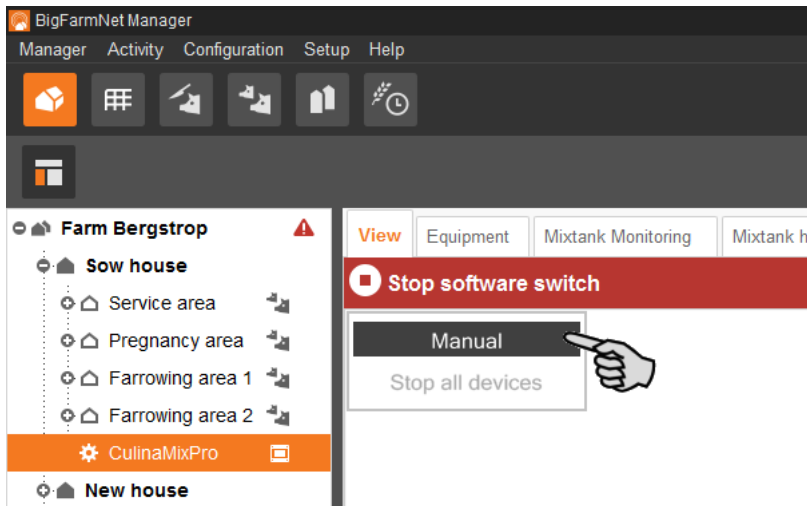 BigFarmNet Manager
Manager Activity Configuration Setup Help
Farm Bergstrop
Sow house
Service area
Pregnancy area
Farrowing area 1
Farrowing area 2
CulinaMixPro
New house
View Equipment Mixtank Monitoring Mixtank h
Stop software switch
Manual
Stop all devices